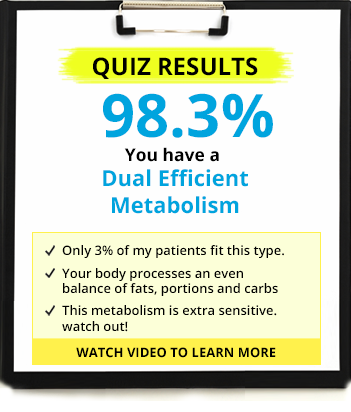 QUIZ RESULTS
98.3%
You have a
Dual Efficient
Metabolism
Only 3% of my patients fit this type.
Your body processes an even
balance of fats, portions and carbs
This metabolism is extra sensitive.
watch out!
WATCH VIDEO TO LEARN MORE